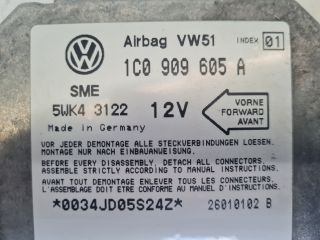 Airbag VW51 INDEX 01
1C0 909 605 A
SME
5WK4 3122 12V
VORNE
FORWARD
AVANT
Made in Germany
VOR JEDER DEMONTAGE ALLE STECKVERBINDUNGEN LOESEN.
MONTAGE NUR NACH EINBAUANWEISUNG.
BEFORE EVERY DISASSEMBLY, DETACH ALL CONNECTORS.
ASSEMBLE STRICTLY ACCORDING TO MANUAL INSTRUCTIONS.
AVANT TOUT DEMONTAGE ENLEVER TOUS LES CONNECTEURS.
L'ASSEMBLAGE DOIT ETRE CONFORME AU MANUEL D'INSTRUCTIONS.
*0034JD05S24Z* 26010102 B